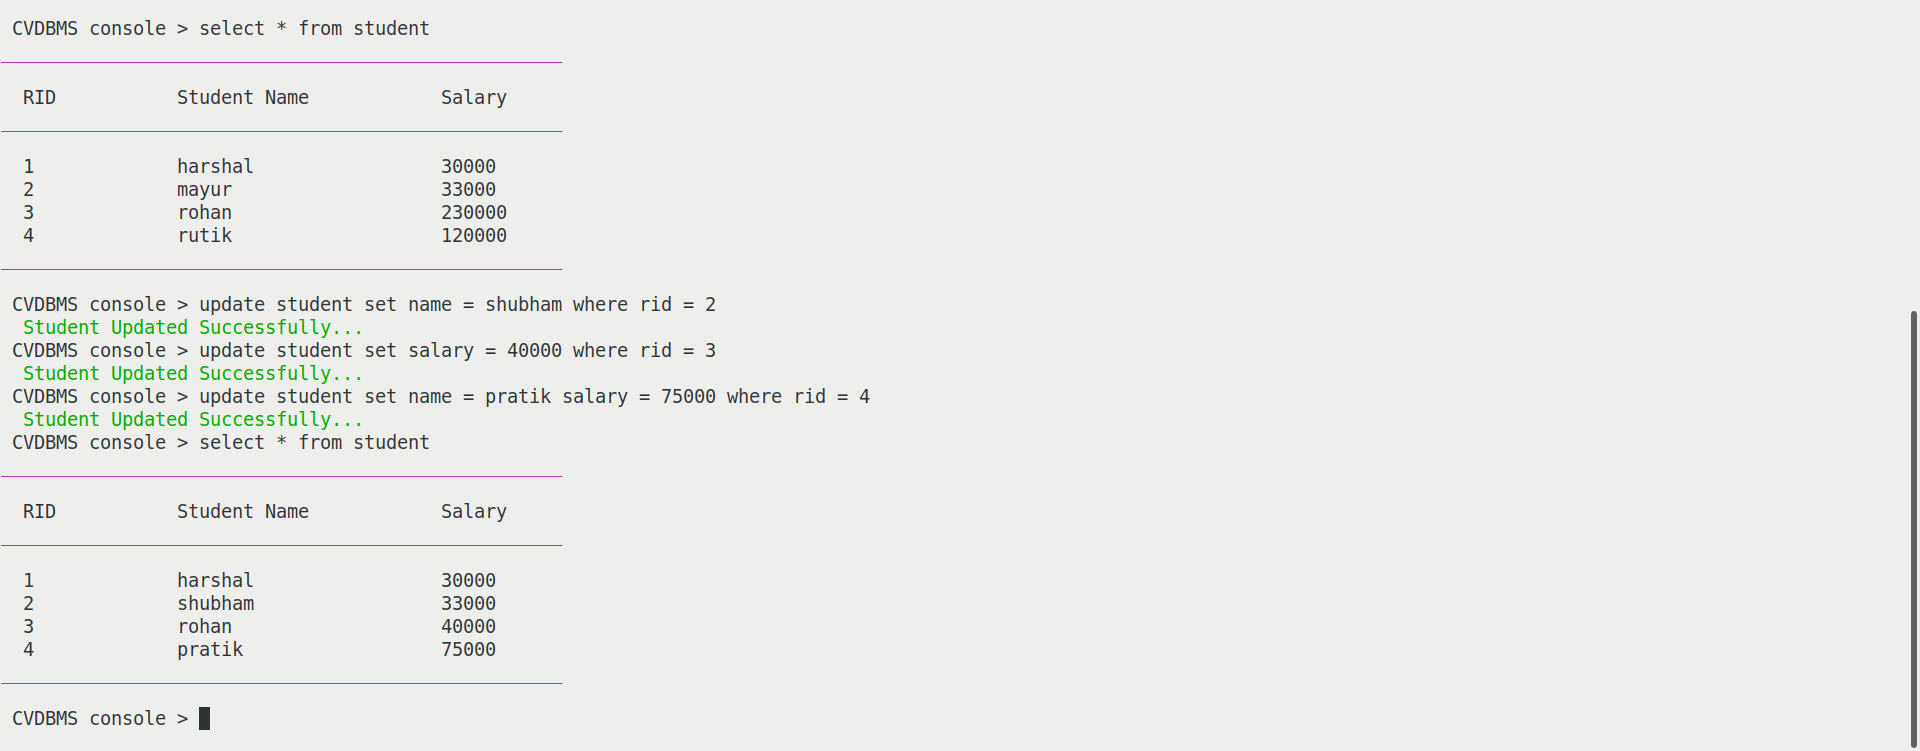 CVDBMS console > select * from student
RID Student Name Salary
1 harshal 30000
2 mayur 33000
3 rohan 230000
4 rutik 120000
CVDBMS console > update student set name = shubham where rid = 2
Student Updated Successfully...
CVDBMS console > update student set salary = 40000 where rid = 3
Student Updated Successfully...
CVDBMS console > update student set name = pratik salary = 75000 where rid = 4
Student Updated Successfully...
CVDBMS console > select * from student
RID Student Name Salary
1 harshal 30000
2 shubham 33000
3 rohan 40000
4 pratik 75000
CVDBMS console >